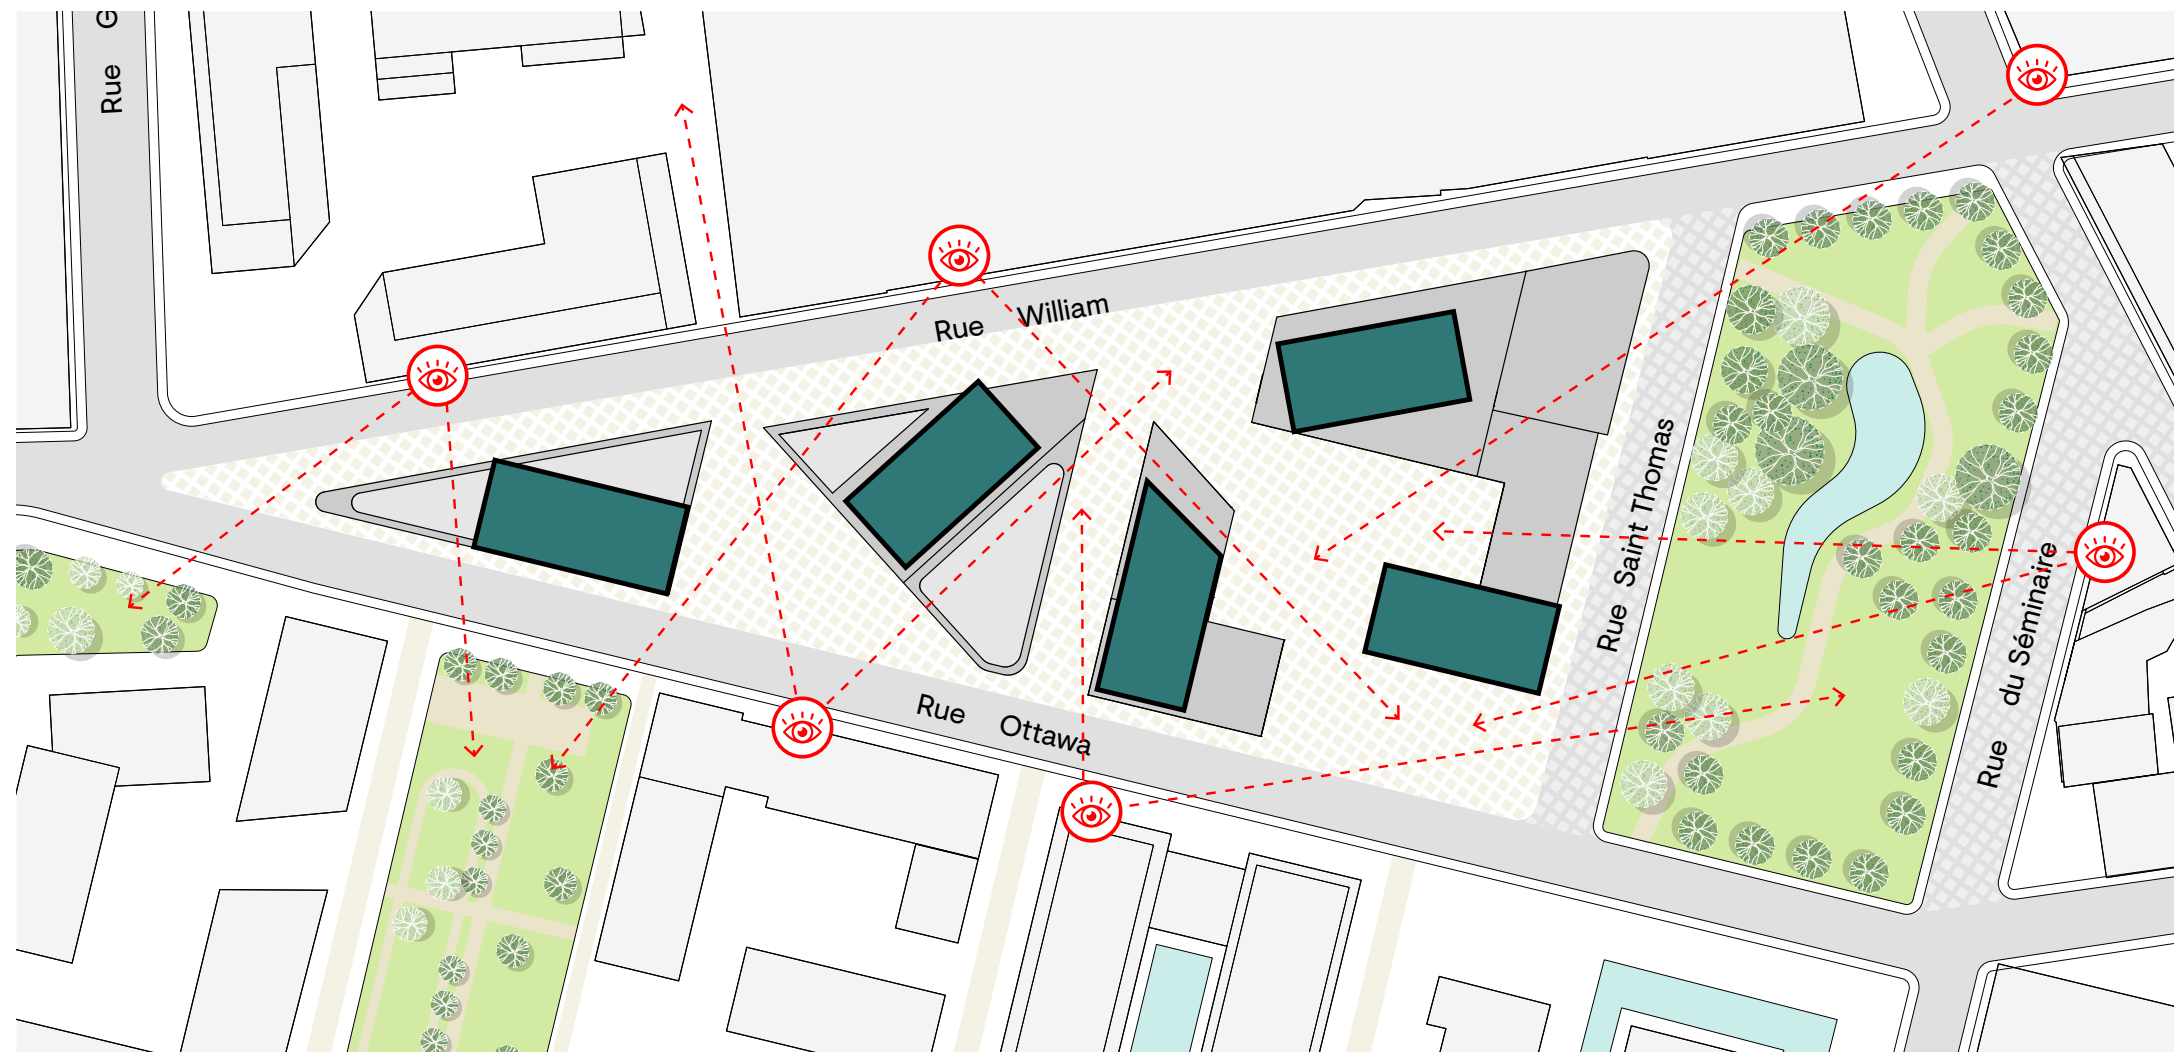 Rue G
Rue William
Rue Saint Thomas
Rue du Séminaire
Rue Ottawa